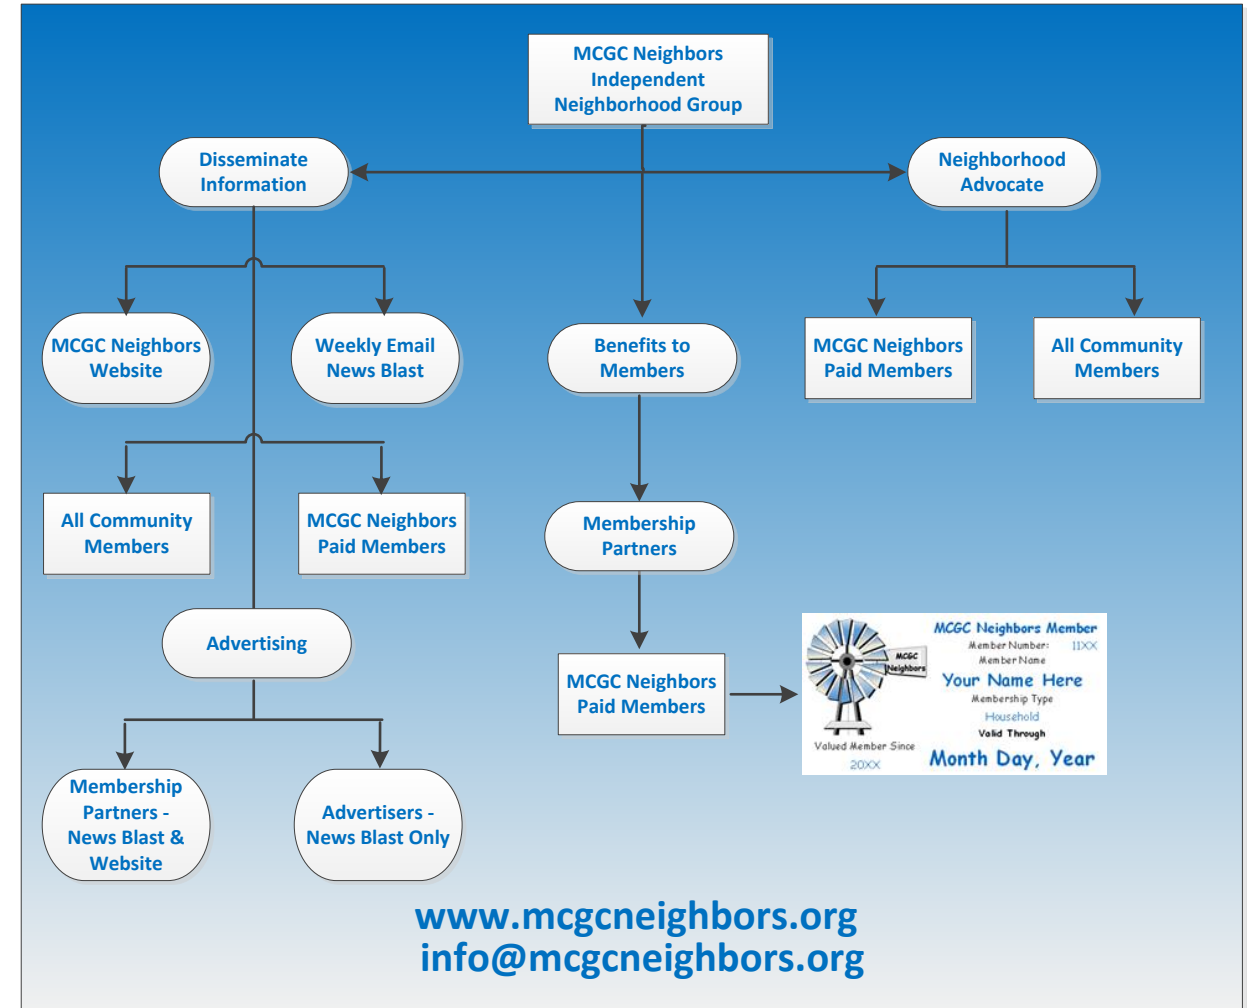 MCGC Neighbors
Independent
Neighborhood Group
Disseminate
Information
Neighborhood
Advocate
MCGC Neighbors
Website
Weekly Email
News Blast
Benefits to
Members
MCGC Neighbors
Paid Members
All Community
Members
All Community
Members
MCGC Neighbors
Paid Members
Membership
Partners
Advertising
MCGC Neighbors
Paid Members
MCGC
Neighbors
Valued Member Since
20XX
MCGC Neighbors Member
Member Number: 11XX
Member Name
Your Name Here
Membership Type
Household
Valid Through
Month Day, Year
Membership
Partners -
News Blast &
Website
Advertisers -
News Blast Only
www.mcgcneighbors.org
info@mcgcneighbors.org